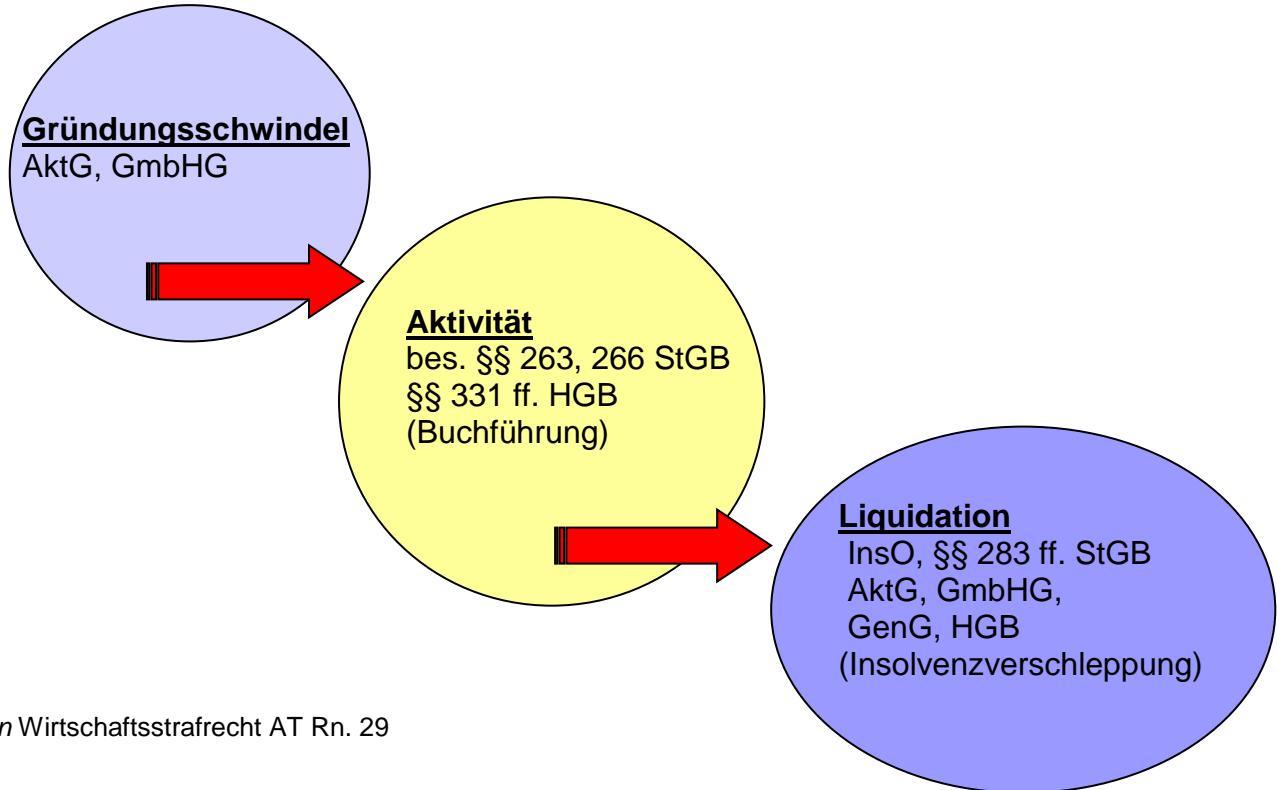 Gründungsschwindel
AktG, GmbHG
Aktivität
bes. §§ 263, 266 StGB
§§ 331 ff. HGB
(Buchführung)
Liquidation
InsO, §§ 283 ff. StGB
AktG, GmbHG,
GenG, HGB
(Insolvenzverschleppung)
n Wirtschaftsstrafrecht AT Rn. 29